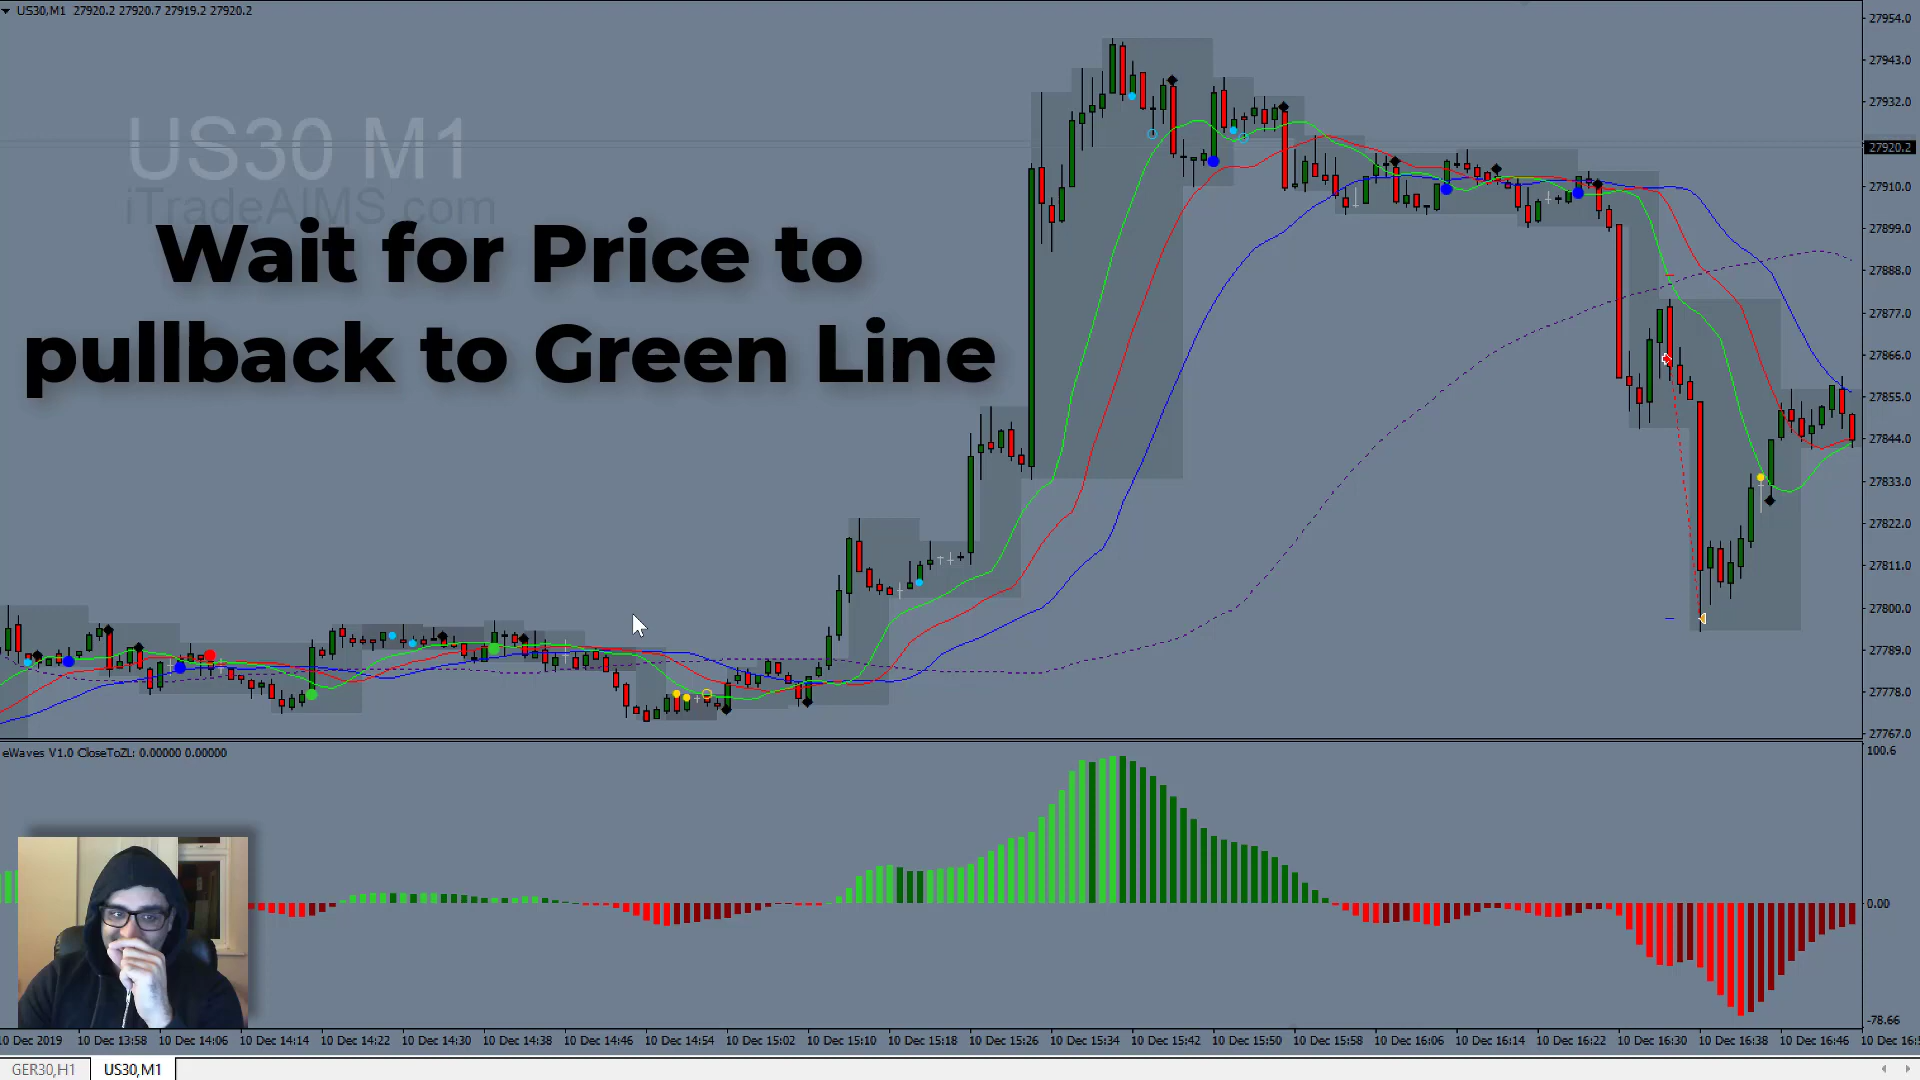 US30,M1 27920.2 27920.7 27919.2 27920.2
US30 M1
iTradeAIMS.com
Wait for Price to
pullback to Green Line
27954.0
27943.0
27932.0
27920.2
27910.0
27899.0
27888.0
27877.0
27866.0
27855.0
27844.0
27833.0
27822.0
27811.0
27800.0
27789.0
27778.0
27767.0
eWaves V1.0 CloseToZL: 0.00000 0.00000
100.6
0.00
-78.66
10 Dec 2019 10 Dec 13:58 10 Dec 14:06 10 Dec 14:14 10 Dec 14:22 10 Dec 14:30 10 Dec 14:38 10 Dec 14:46 10 Dec 14:54 10 Dec 15:02 10 Dec 15:10 10 Dec 15:18 10 Dec 15:26 10 Dec 15:34 10 Dec 15:42 10 Dec 15:50 10 Dec 15:58 10 Dec 16:06 10 Dec 16:14 10 Dec 16:22 10 Dec 16:30 10 Dec 16:38 10 Dec 16:46 10 Dec 16:5
GER30,H1 US30,M1